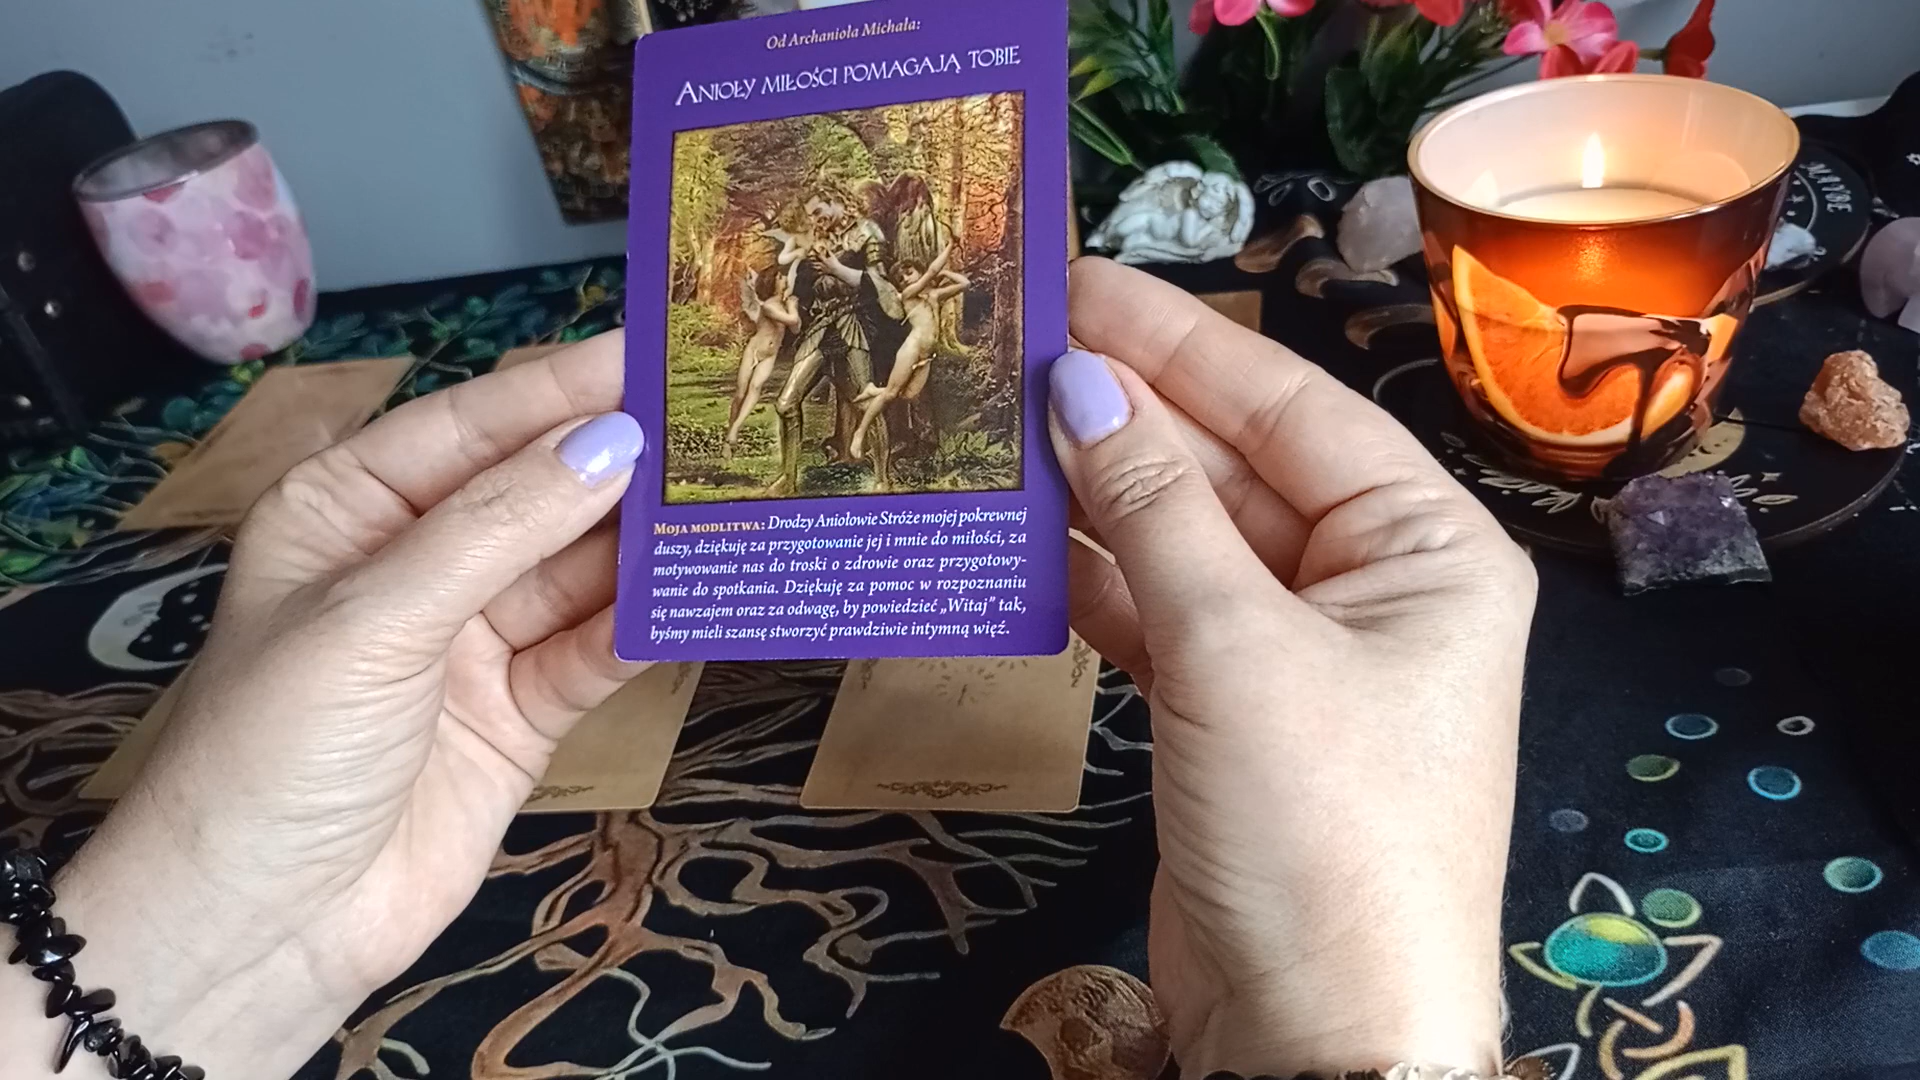 Od Archanioła Michała:
ANIOŁY MIŁOŚCI POMAGAJĄ TOBIE
MOJA MODLITWA: Drodzy Aniołowie Stróże mojej pokrewnej
duszy, dziękuję za przygotowanie jej i mnie do miłości, za
motywowanie nas do troski o zdrowie oraz przygotowy-
wanie do spotkania. Dziękuję za pomoc w rozpoznaniu
się nawzajem oraz za odwagę, by powiedzieć „Witaj” tak,
byśmy mieli szansę stworzyć prawdziwie intymną więź.